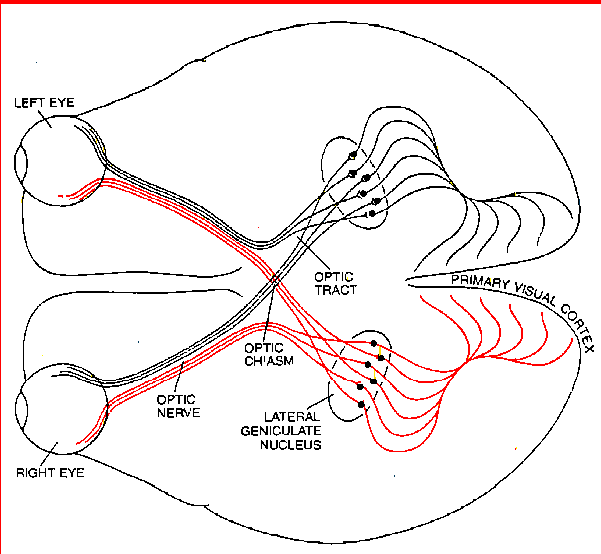 LEFT EYE
OPTIC
TRACT
PRIMARY VISUAL CORTEX
OPTIC
CHIASM
OPTIC
NERVE
LATERAL
GENICULATE
NUCLEUS
RIGHT EYE